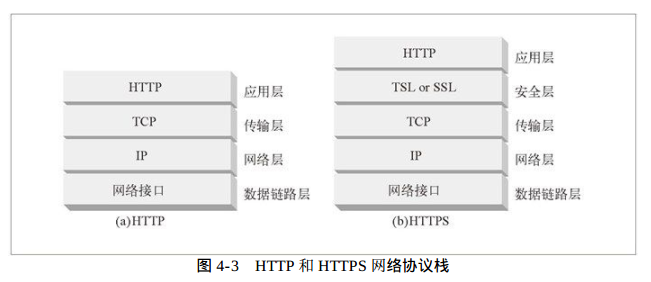 HTTP 应用层
TCP 传输层
IP 网络层
网络接口 数据链路层
(a)HTTP
HTTP 应用层
TSL or SSL 安全层
TCP 传输层
IP 网络层
网络接口 数据链路层
(b)HTTPS
图 4-3 HTTP 和 HTTPS 网络协议栈